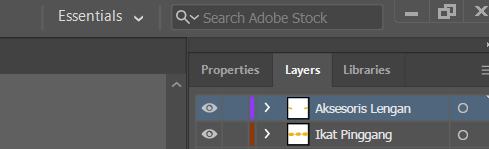 Essentials Search Adobe Stock
Properties Layers Libraries
Aksesoris Lengan
Ikat Pinggang